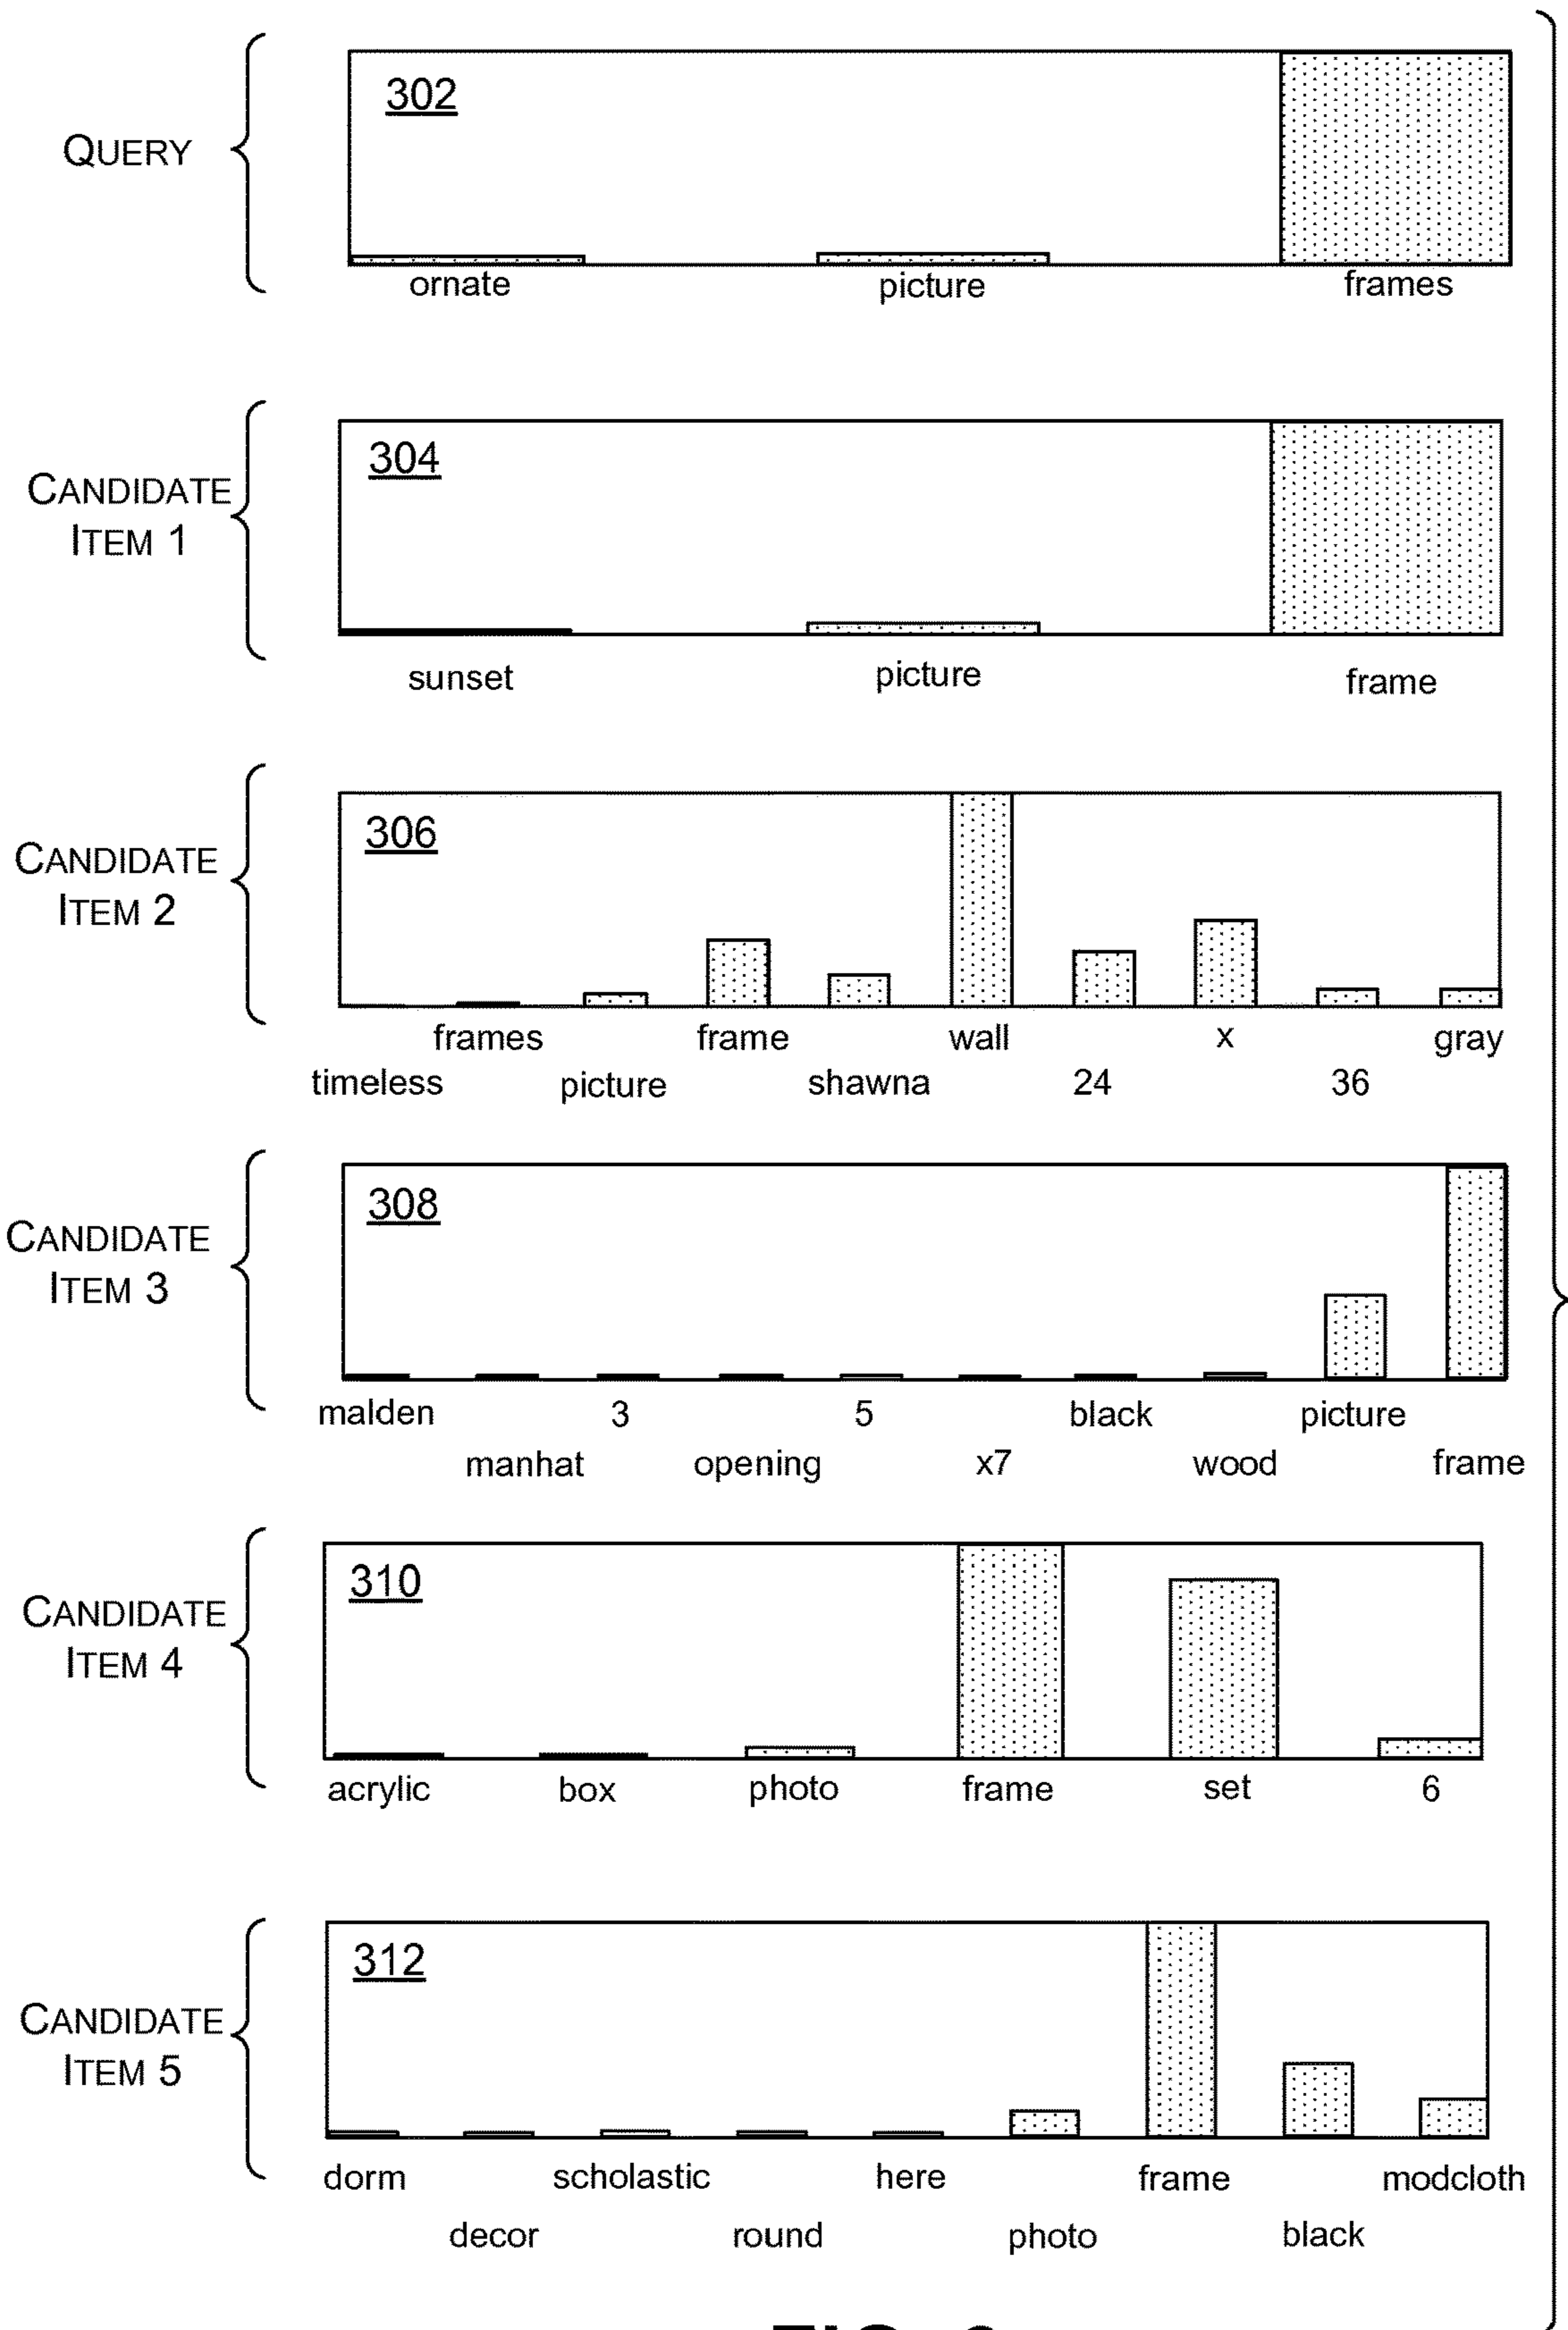 QUERY
302
ornate picture frames
CANDIDATE
ITEM 1
304
sunset picture frame
CANDIDATE
ITEM 2
306
frames frame wall x gray
timeless picture shawna 24 36
CANDIDATE
ITEM 3
308
malden 3 5 black picture
manhat opening x7 wood frame
CANDIDATE
ITEM 4
310
acrylic box photo frame set 6
CANDIDATE
ITEM 5
312
dorm scholastic here frame modcloth
decor round photo black